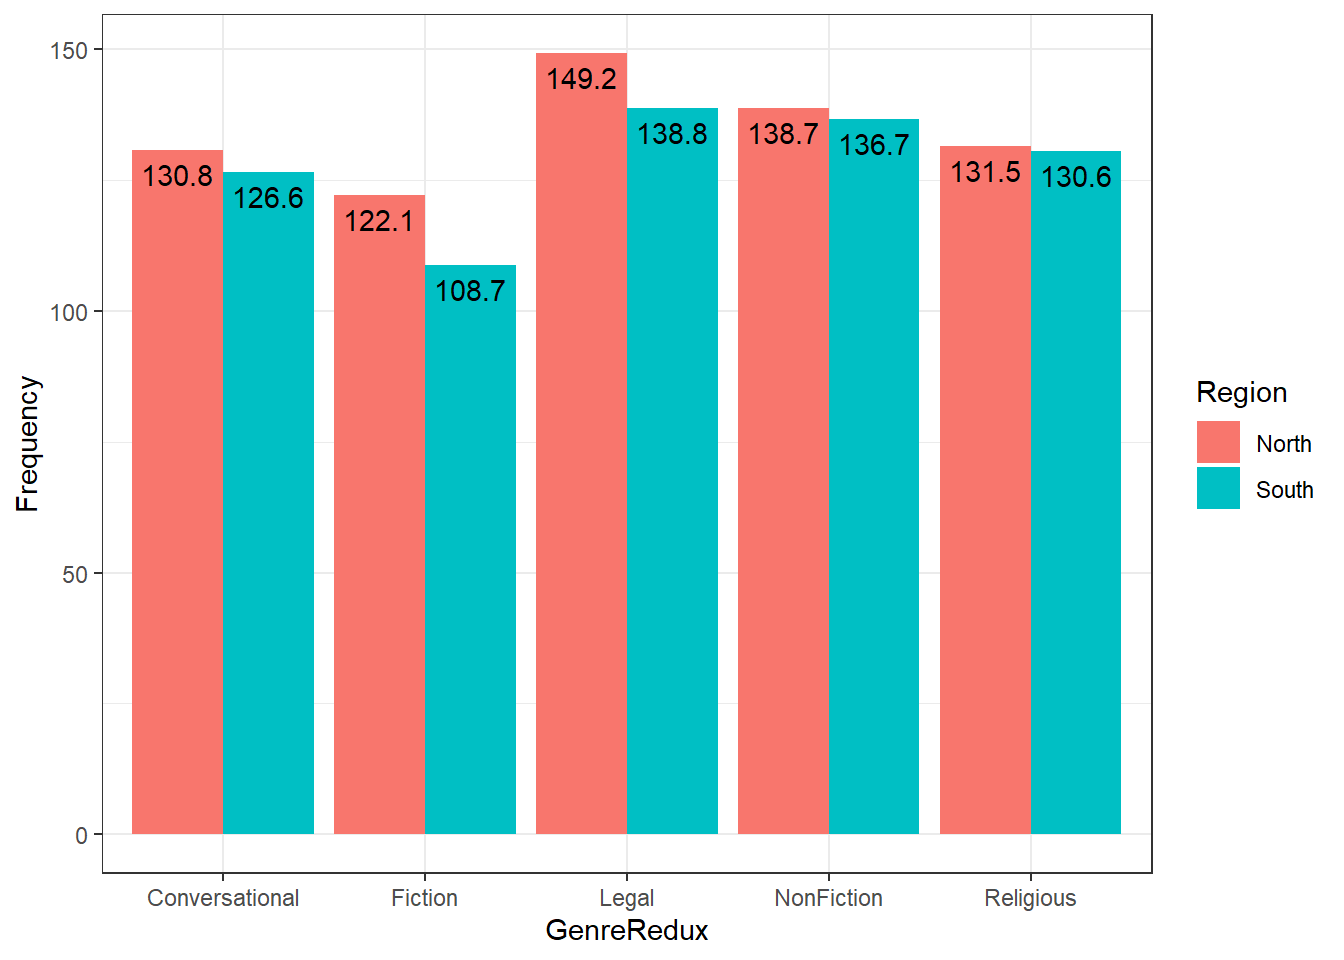 150
100
50
0
Frequency
130.8
126.6
122.1
108.7
149.2
138.8
138.7
136.7
131.5
130.6
Conversational
Fiction
Legal
NonFiction
Religious
GenreRedux
Region
North
South